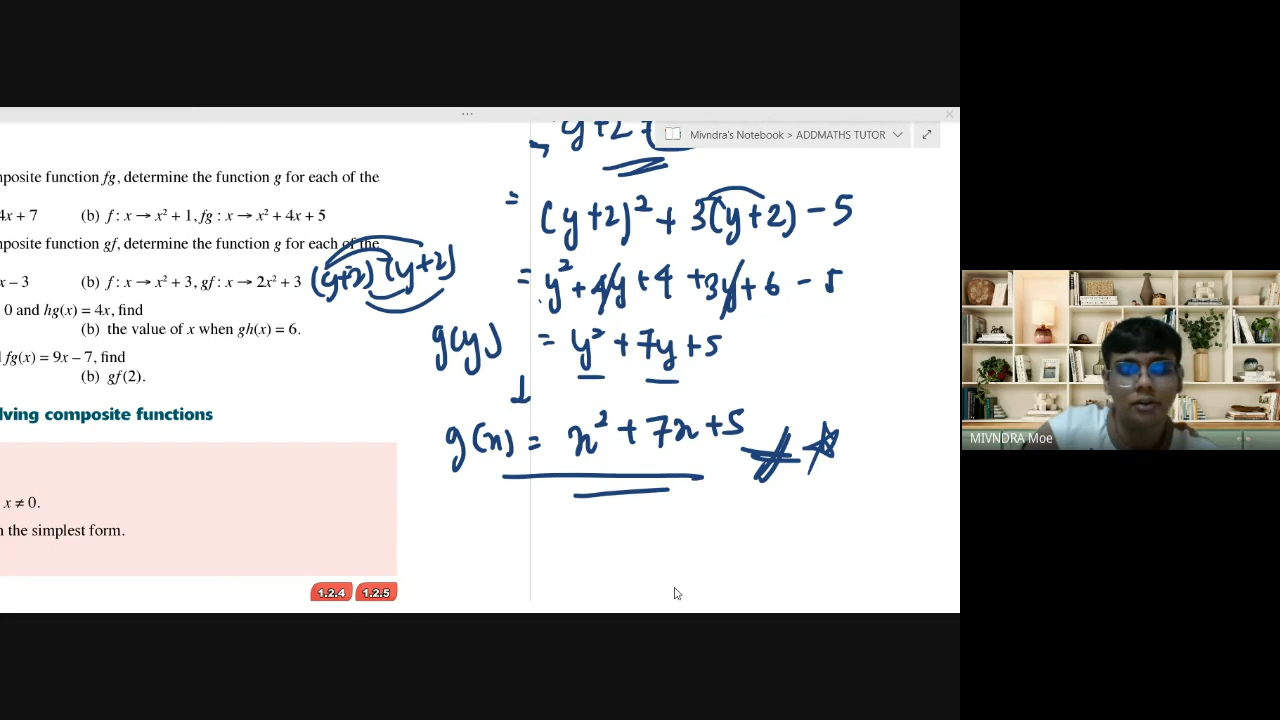 Mivndra's Notebook > ADDMATHS TUTOR
mposite function fg, determine the function g for each of the
4x + 7 (b) f : x → x² + 1, fg : x → x² + 4x + 5
mposite function gf, determine the function g for each of the
x – 3 (b) f : x → x² + 3, gf : x → 2x² + 3
0 and hg(x) = 4x, find
(b) the value of x when gh(x) = 6.
fg(x) = 9x – 7, find
(b) gf(2).
lving composite functions
x ≠ 0.
n the simplest form.
1.2.4 1.2.5
y+2 =
= (y+2)² + 3(y+2) - 5
(y+2) (y+2)
= y² + 4y + 4 + 3y + 6 - 5
g(y) = y² + 7y + 5
↓
g(x) = x² + 7x + 5
MIVNDRA Moe